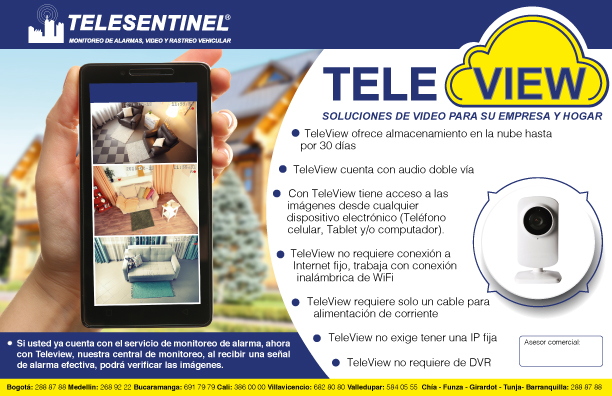 TELESENTINEL®
MONITOREO DE ALARMAS, VIDEO Y RASTREO VEHICULAR
TELE VIEW
SOLUCIONES DE VIDEO PARA SU EMPRESA Y HOGAR
• TeleView ofrece almacenamiento en la nube hasta
por 30 días
• TeleView cuenta con audio doble vía
• Con TeleView tiene acceso a las
imágenes desde cualquier
dispositivo electrónico (Teléfono
celular, Tablet y/o computador).
• TeleView no requiere conexión a
Internet fijo, trabaja con conexión
inalámbrica de WiFi
• TeleView requiere solo un cable para
alimentación de corriente
• TeleView no exige tener una IP fija
• TeleView no requiere de DVR
Asesor comercial:
• Si usted ya cuenta con el servicio de monitoreo de alarma, ahora
con Teleview, nuestra central de monitoreo, al recibir una señal
de alarma efectiva, podrá verificar las imágenes.
Bogotá: 288 87 88 Medellín: 268 92 22 Bucaramanga: 691 79 79 Cali: 386 00 00 Villavicencio: 682 80 80 Valledupar: 584 05 55 Chía - Funza - Girardot - Tunja- Barranquilla: 288 87 88